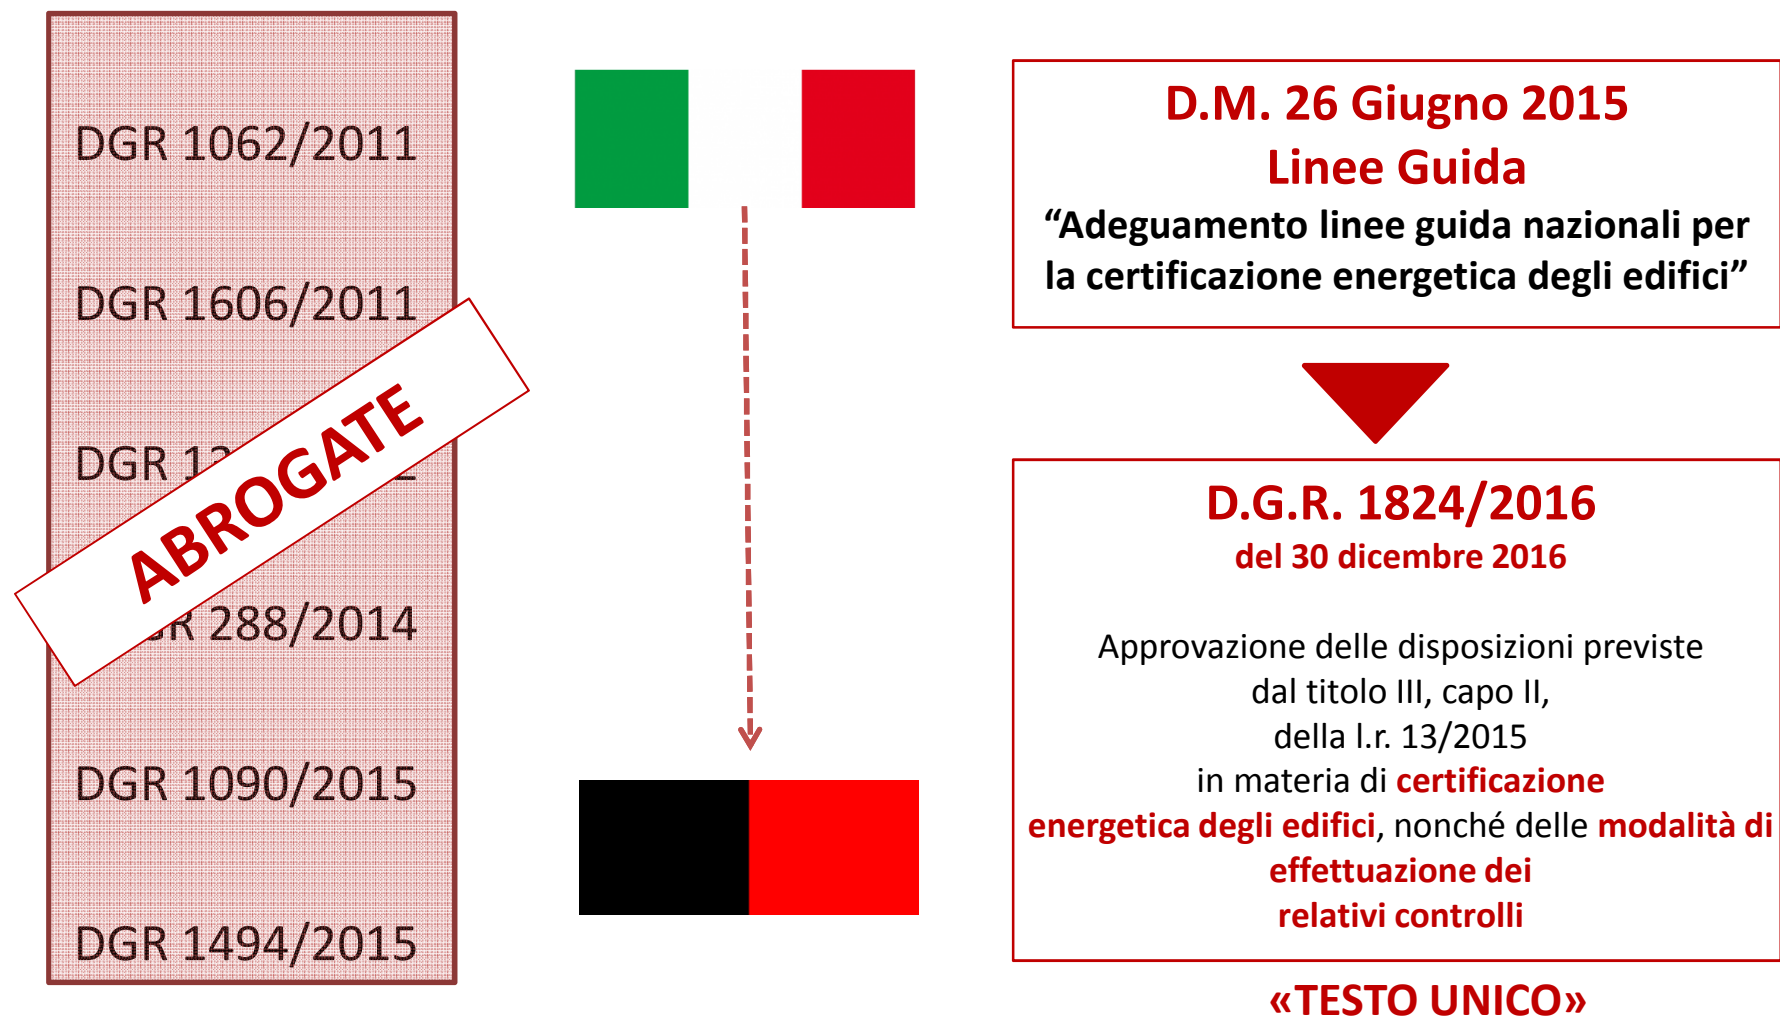 DGR 1062/2011
DGR 1606/2011
DGR
ABROGATE
288/2014
DGR 1090/2015
DGR 1494/2015
D.M. 26 Giugno 2015
Linee Guida
“Adeguamento linee guida nazionali per
la certificazione energetica degli edifici”
D.G.R. 1824/2016
del 30 dicembre 2016
Approvazione delle disposizioni previste
dal titolo III, capo II,
della l.r. 13/2015
in materia di certificazione
energetica degli edifici, nonché delle modalità di
effettuazione dei
relativi controlli
«TESTO UNICO»